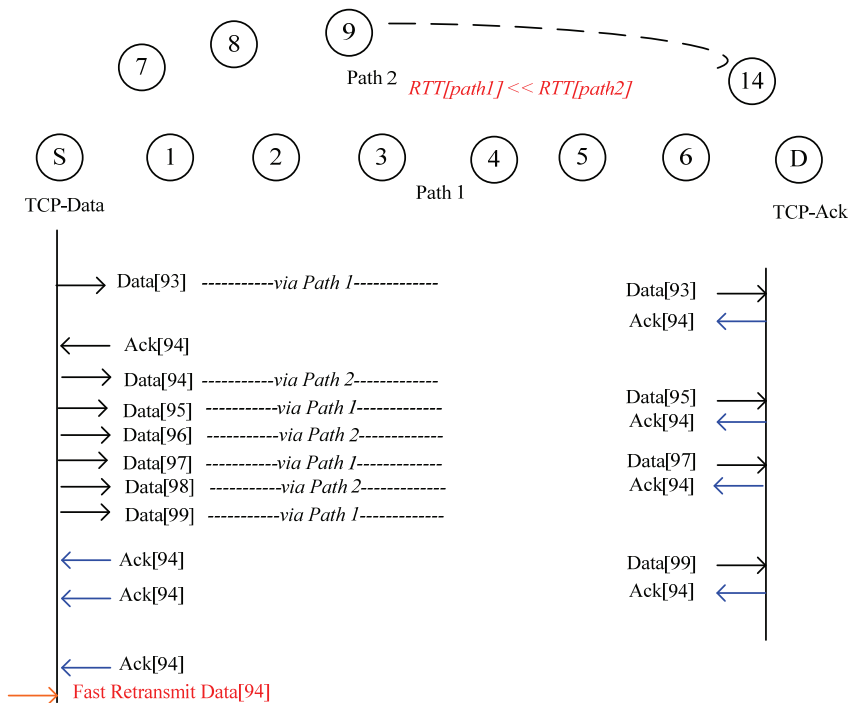 9
8
7
14
Path 2
RTT[path1] << RTT[path2]
S
1
2
3
4
5
6
D
Path 1
TCP-Data
TCP-Ack
Data[93] -----------via Path 1------------
Ack[94]
Data[94] -----------via Path 2-------------
Data[95] -----------via Path 1-------------
Data[96] -----------via Path 2-------------
Data[97] -----------via Path 1-------------
Data[98] -----------via Path 2-------------
Data[99] -----------via Path 1-------------
Ack[94]
Ack[94]
Ack[94]
Fast Retransmit Data[94]
Data[93]
Ack[94]
Data[95]
Ack[94]
Data[97]
Ack[94]
Data[99]
Ack[94]